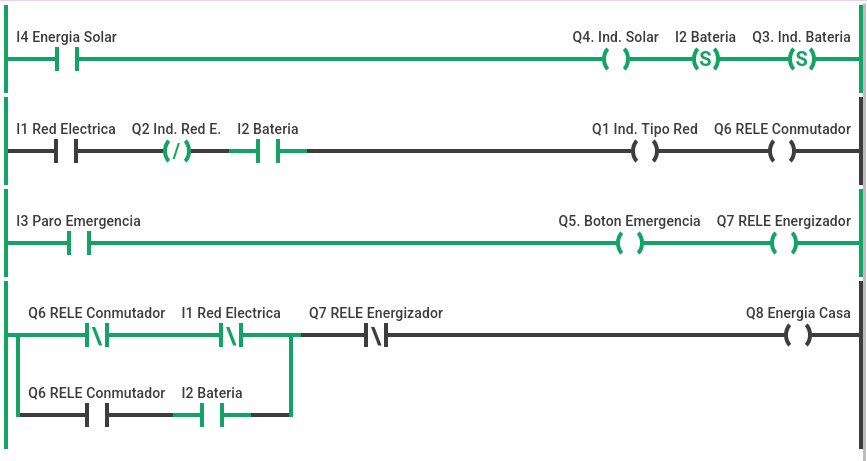 I4 Energia Solar Q4. Ind. Solar I2 Bateria Q3. Ind. Bateria
S S
I1 Red Electrica Q2 Ind. Red E. I2 Bateria Q1 Ind. Tipo Red Q6 RELE Conmutador
I3 Paro Emergencia Q5. Boton Emergencia Q7 RELE Energizador
Q6 RELE Conmutador I1 Red Electrica Q7 RELE Energizador Q8 Energia Casa
Q6 RELE Conmutador I2 Bateria